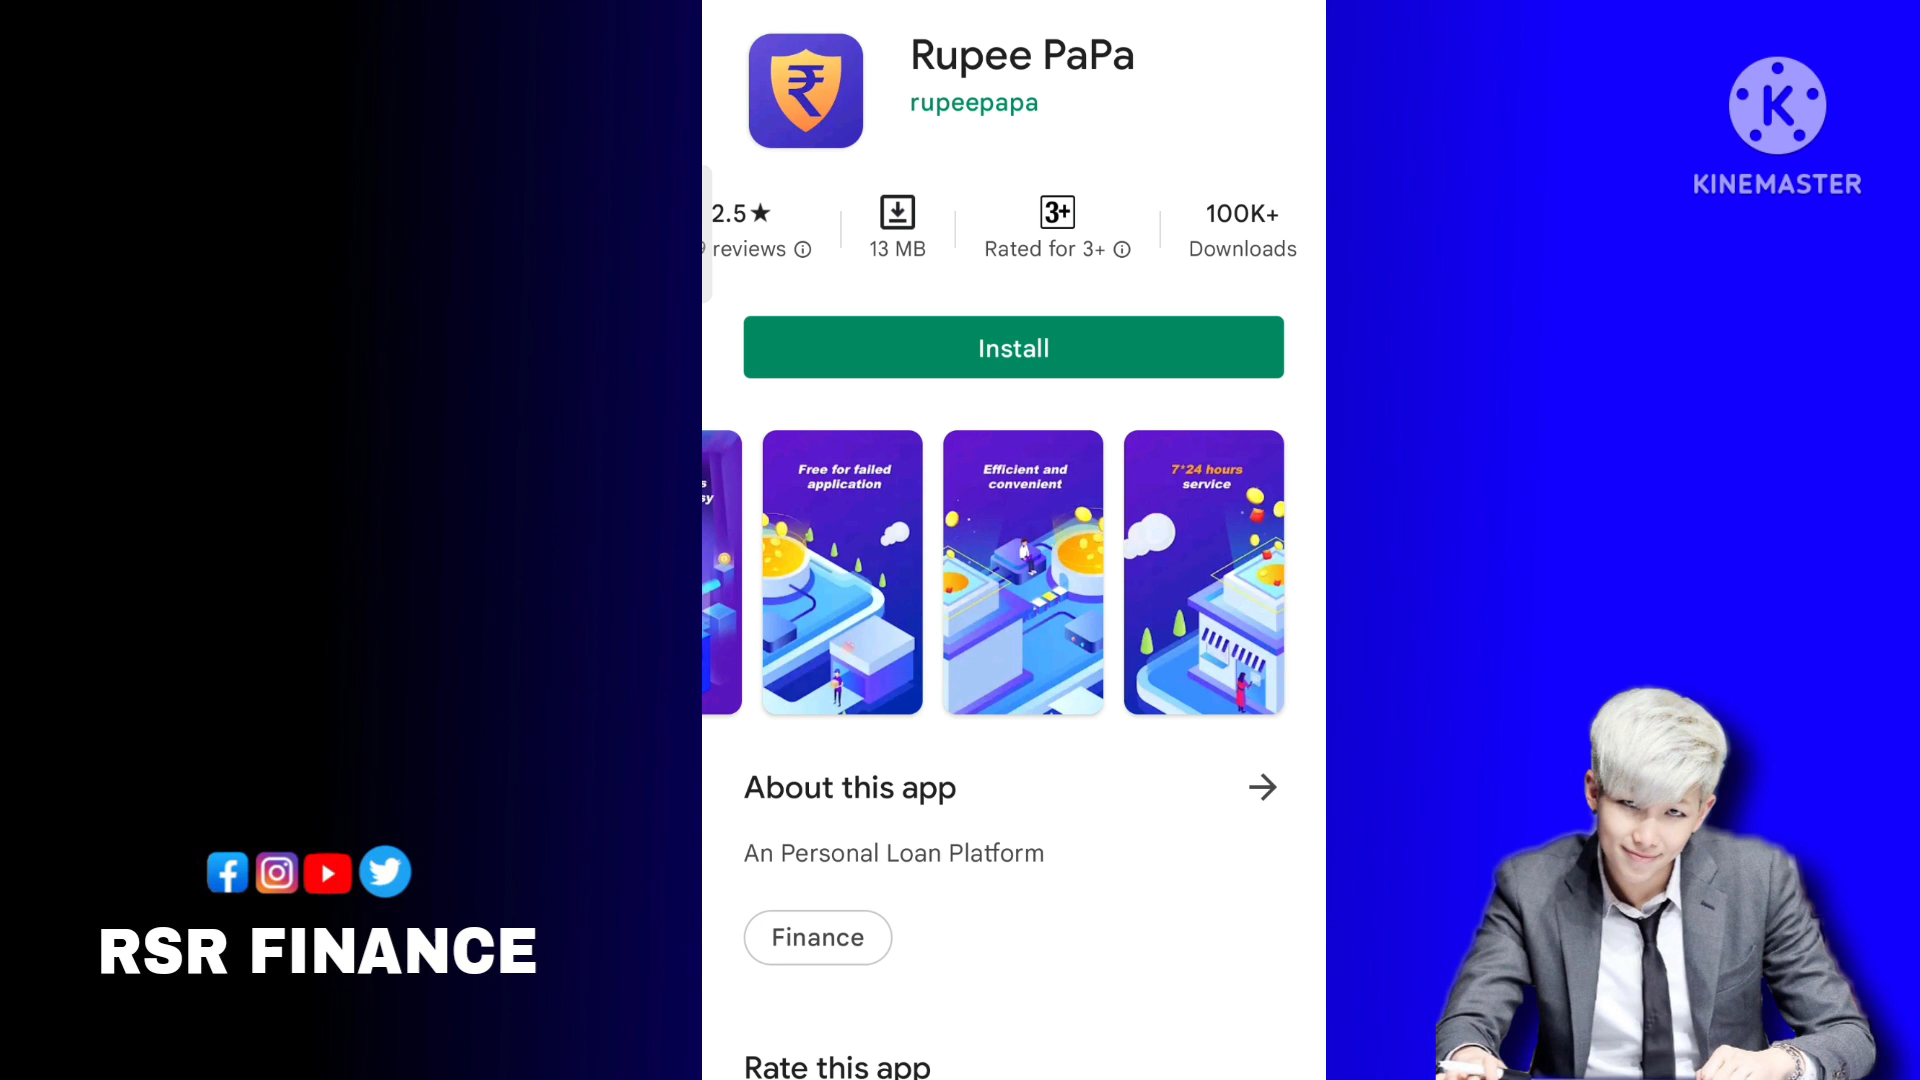 Rupee PaPa
rupeepapa
K
KINEMASTER
2.5★
reviews
13 MB
3+
Rated for 3+
100K+
Downloads
Install
Free for failed
application
Efficient and
convenient
7*24 hours
service
About this app
An Personal Loan Platform
Finance
RSR FINANCE
Rate this app